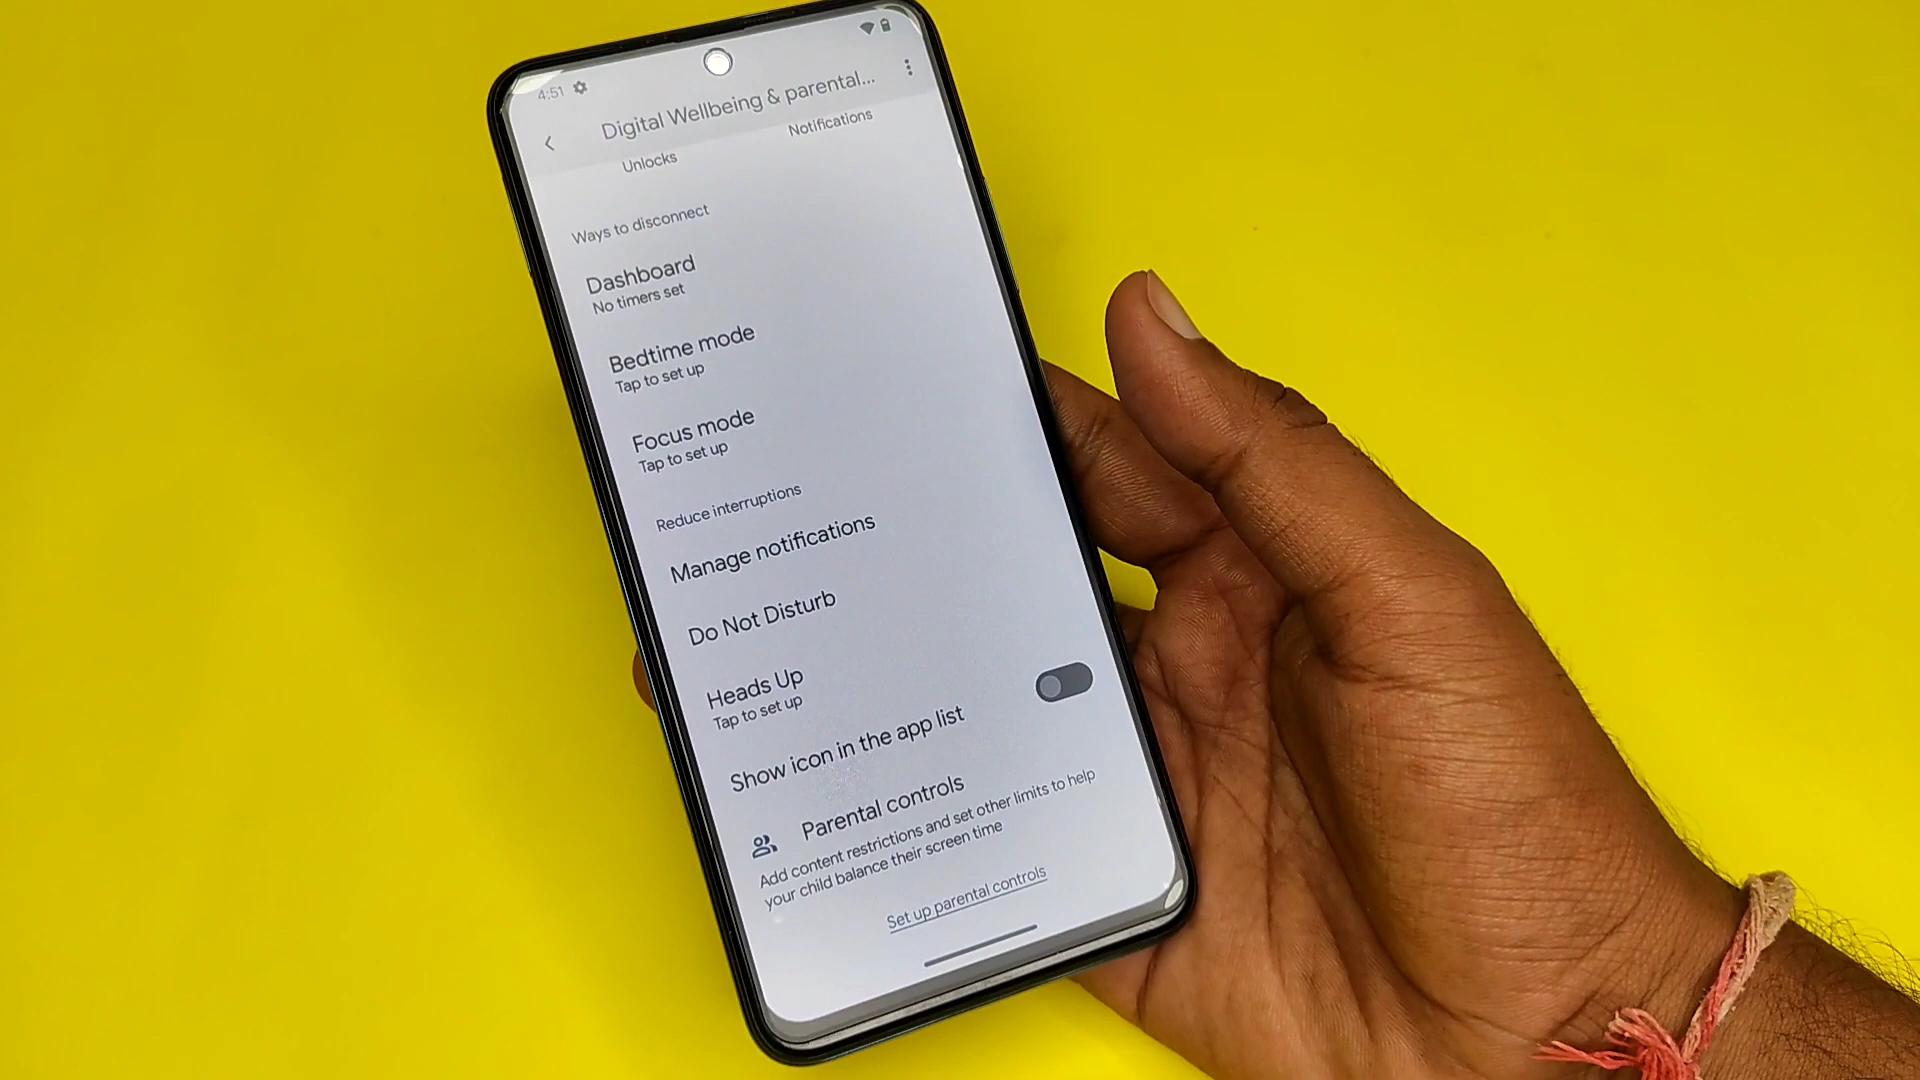 4:51
Digital Wellbeing & parental...
Unlocks
Notifications
Ways to disconnect
Dashboard
No timers set
Bedtime mode
Tap to set up
Focus mode
Tap to set up
Reduce interruptions
Manage notifications
Do Not Disturb
Heads Up
Tap to set up
Show icon in the app list
Parental controls
Add content restrictions and set other limits to help
your child balance their screen time
Set up parental controls